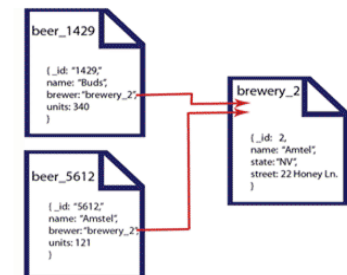 beer_1429
{ _id: "1429,"
name: "Buds",
brewer: "brewery_2",
units: 340
}
beer_5612
{ _id: "5612,"
name: "Amstel",
brewer: "brewery_2",
units: 121
}
brewery_2
{ _id: 2,
name: "Amtel",
state: "NV",
street: 22 Honey Ln.
}